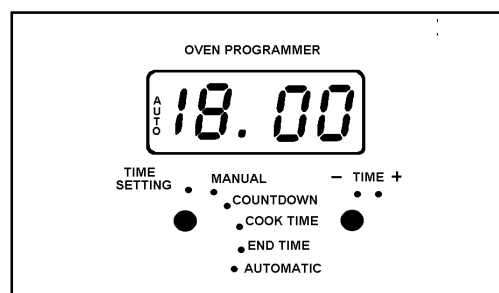 OVEN PROGRAMMER
AUTO
18.00
TIME
SETTING
MANUAL
− TIME +
COUNTDOWN
COOK TIME
END TIME
AUTOMATIC